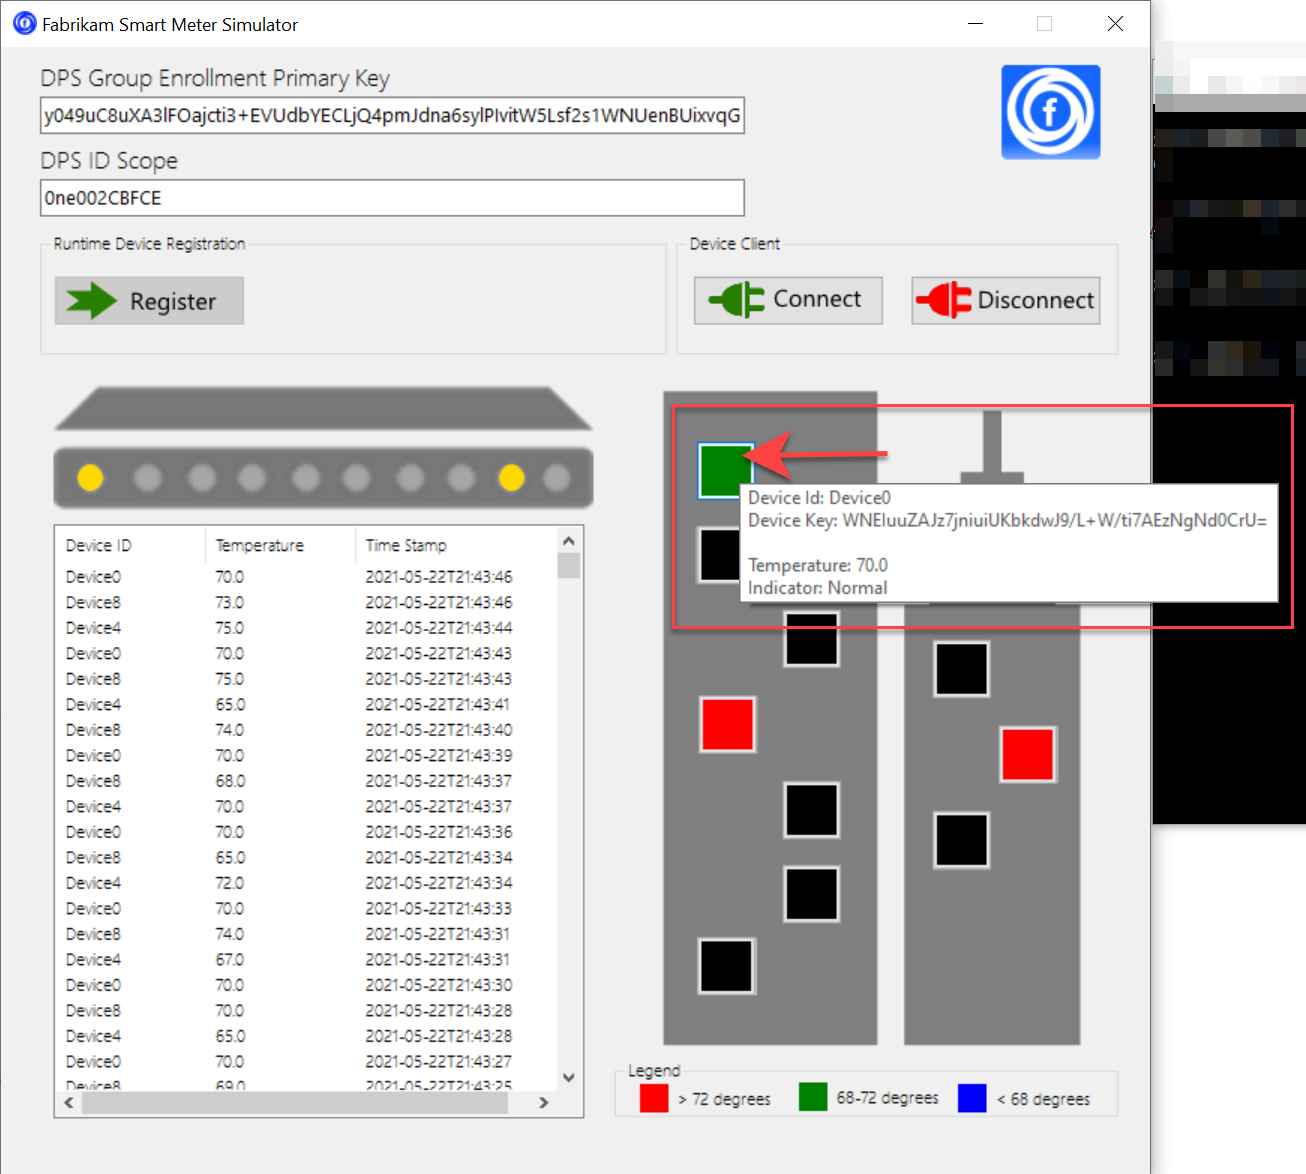 Fabrikam Smart Meter Simulator
DPS Group Enrollment Primary Key
y049uC8uXA3lFOajcti3+EVUdbYECLjQ4pmJdna6sylPIvitW5Lsf2s1WNUenBUixvqG
DPS ID Scope
0ne002CBFCE
f
Runtime Device Registration
Device Client
Register
Connect
Disconnect
Device Id: Device0
Device Key: WNEIuuZAJz7jniuiUKbkdwJ9/L+W/ti7AEzNgNd0CrU=
Temperature: 70.0
Indicator: Normal
Device ID Temperature Time Stamp
Device0 70.0 2021-05-22T21:43:46
Device8 73.0 2021-05-22T21:43:46
Device4 75.0 2021-05-22T21:43:44
Device0 70.0 2021-05-22T21:43:43
Device8 75.0 2021-05-22T21:43:43
Device4 65.0 2021-05-22T21:43:41
Device8 74.0 2021-05-22T21:43:40
Device0 70.0 2021-05-22T21:43:39
Device8 68.0 2021-05-22T21:43:37
Device4 70.0 2021-05-22T21:43:37
Device0 70.0 2021-05-22T21:43:36
Device8 65.0 2021-05-22T21:43:34
Device4 72.0 2021-05-22T21:43:34
Device0 70.0 2021-05-22T21:43:33
Device8 74.0 2021-05-22T21:43:31
Device4 67.0 2021-05-22T21:43:31
Device0 70.0 2021-05-22T21:43:30
Device8 70.0 2021-05-22T21:43:28
Device4 65.0 2021-05-22T21:43:28
Device0 70.0 2021-05-22T21:43:27
Device8 69.0 2021-05-22T21:43:25
Legend
> 72 degrees
68-72 degrees
< 68 degrees